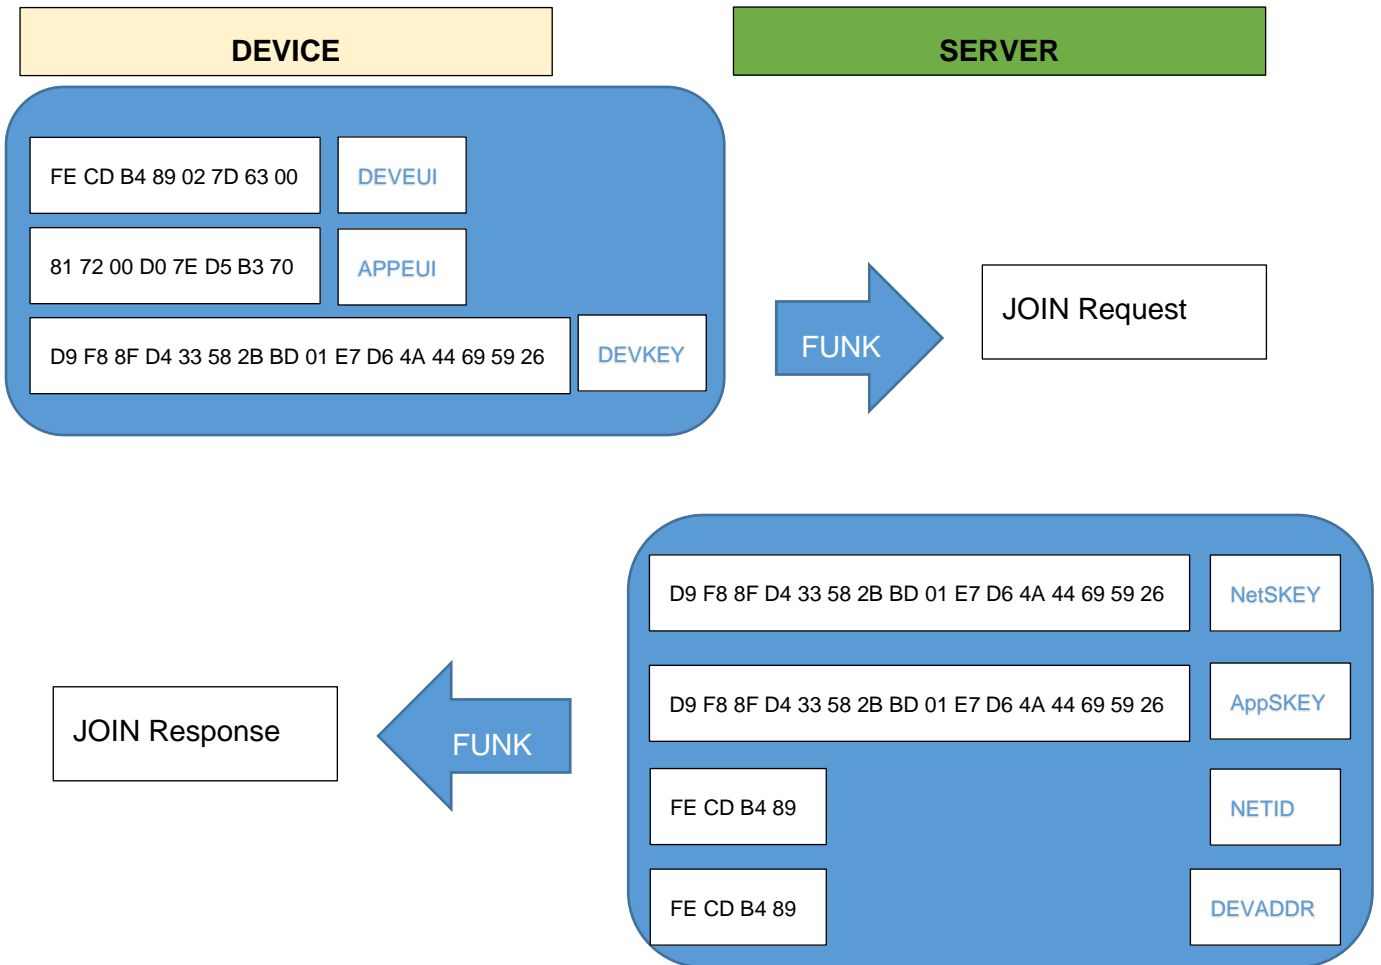 DEVICE
SERVER
FE CD B4 89 02 7D 63 00
DEVEUI
81 72 00 D0 7E D5 B3 70
APPEUI
D9 F8 8F D4 33 58 2B BD 01 E7 D6 4A 44 69 59 26
DEVKEY
FUNK
JOIN Request
D9 F8 8F D4 33 58 2B BD 01 E7 D6 4A 44 69 59 26
NetSKEY
D9 F8 8F D4 33 58 2B BD 01 E7 D6 4A 44 69 59 26
AppSKEY
JOIN Response
FUNK
FE CD B4 89
NETID
FE CD B4 89
DEVADDR